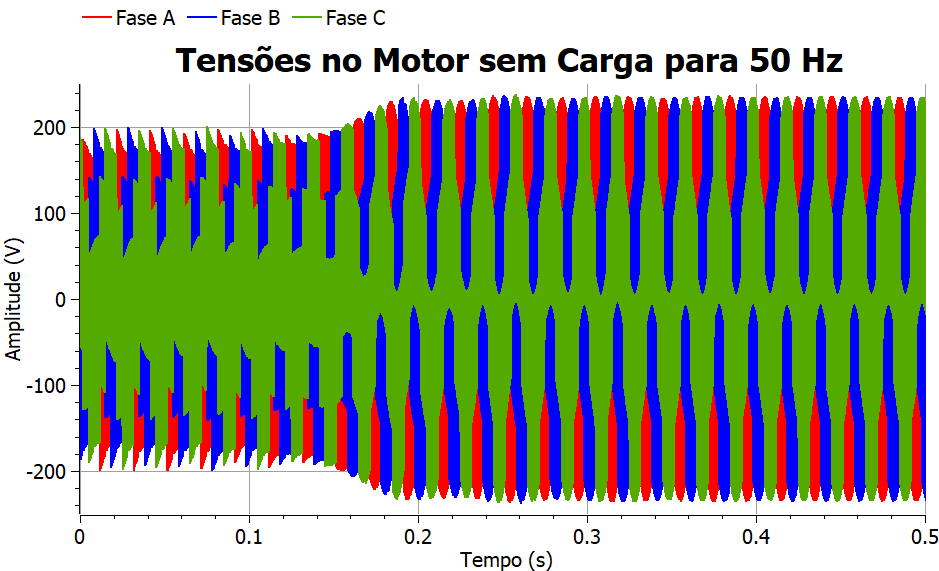 Fase A Fase B Fase C
Tensões no Motor sem Carga para 50 Hz
Amplitude (V)
200
100
0
-100
-200
0 0.1 0.2 0.3 0.4 0.5
Tempo (s)